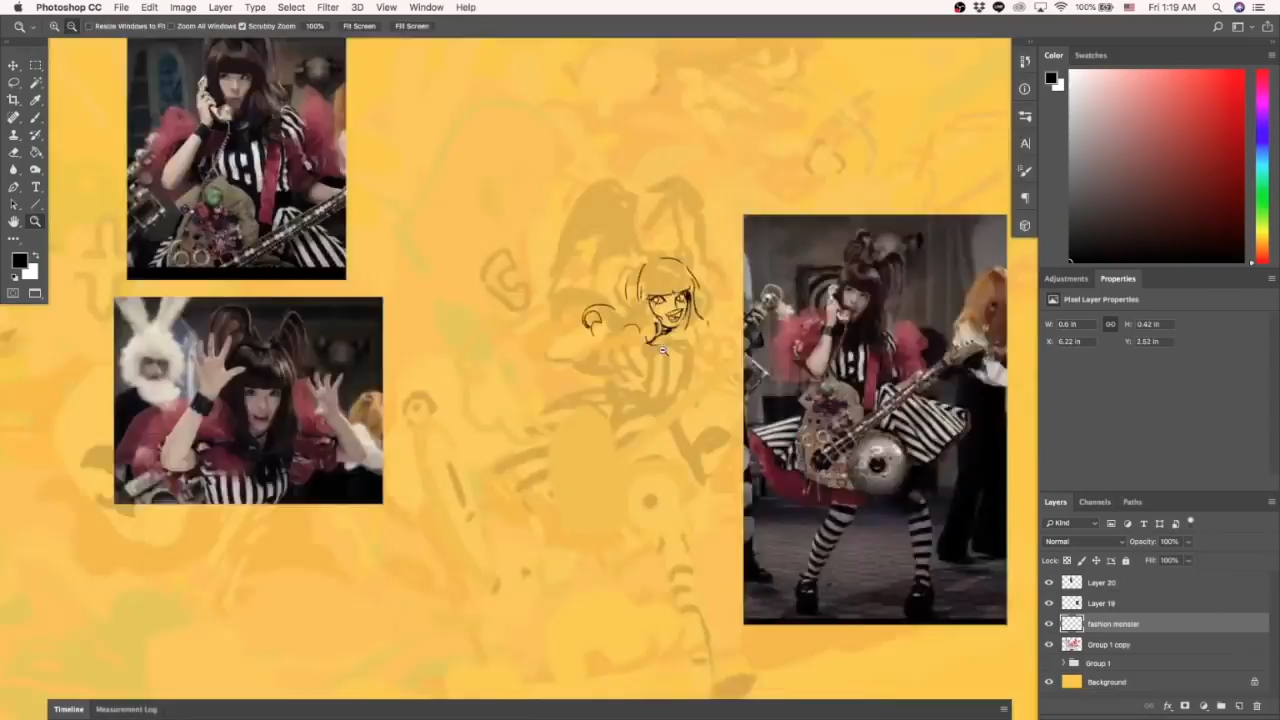 Photoshop CC File Edit Image Layer Type Select Filter 3D View Window Help 100% Fri 1:19 AM
Resize Windows to Fit Zoom All Windows Scrubby Zoom 100% Fit Screen Fill Screen
Color Swatches
Adjustments Properties
Pixel Layer Properties
W: 0.6 in GO H: 0.42 in
X: 6.22 in Y: 2.52 in
Layers Channels Paths
Kind
Normal Opacity: 100%
Lock: Fill: 100%
Layer 20
Layer 19
fashion monster
Group 1 copy
Group 1
Background
Timeline Measurement Log